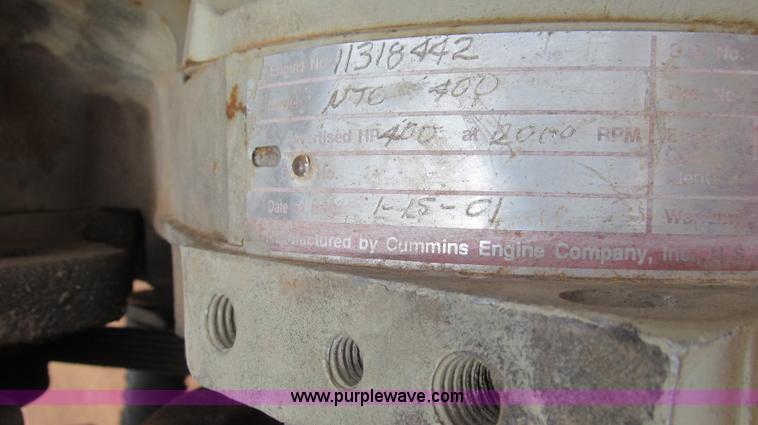 Engine No. 11318442
NTC 400
Advertised HP 400 at 2000 RPM
Date 1-15-01
Manufactured by Cummins Engine Company, Inc., U.S.
www.purplewave.com